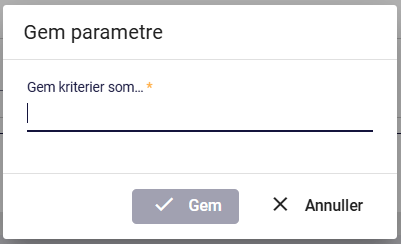 Gem parametre
Gem kriterier som... *
Gem
Annuller